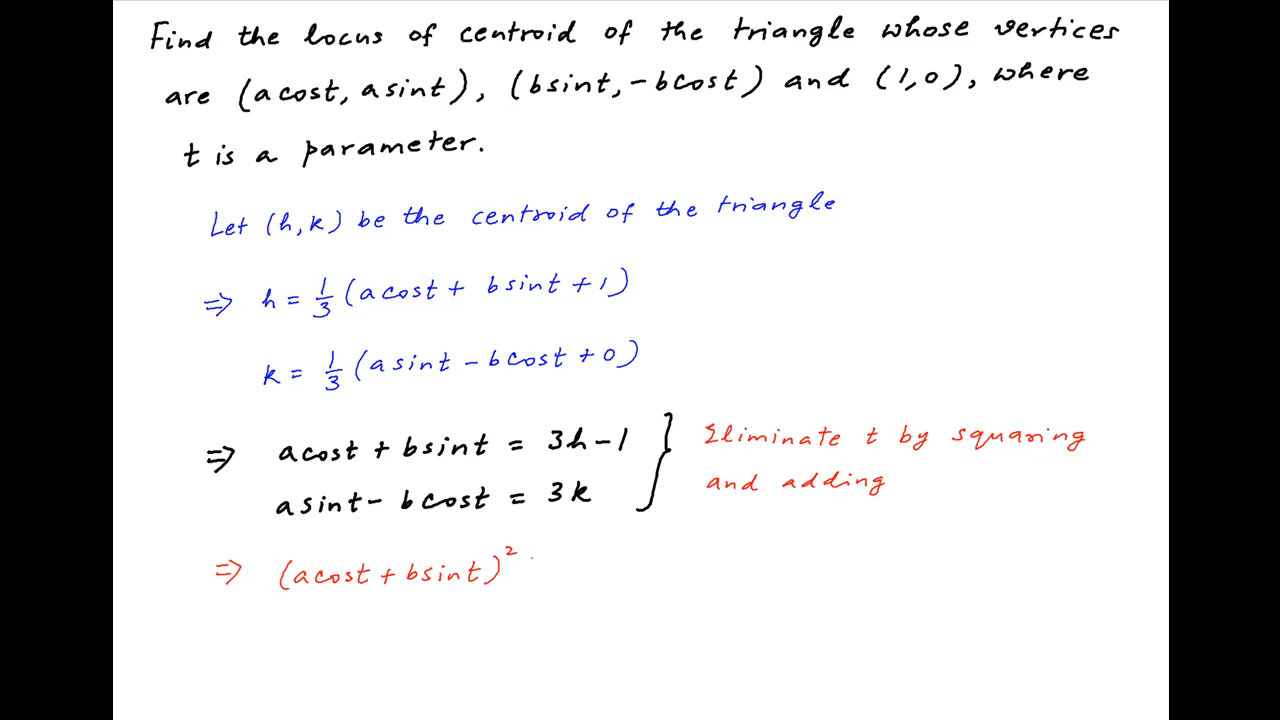 Find the locus of centroid of the triangle whose vertices
are (acost, asint), (bsint, -bcost) and (1,0), where
t is a parameter.
Let (h,k) be the centroid of the triangle
⇒ h = 1/3 (acost + bsint + 1)
k = 1/3 (asint - bcost + 0)
⇒ acost + bsint = 3h - 1
asint - bcost = 3k
} Eliminate t by squaring
and adding
⇒ (acost + bsint)²